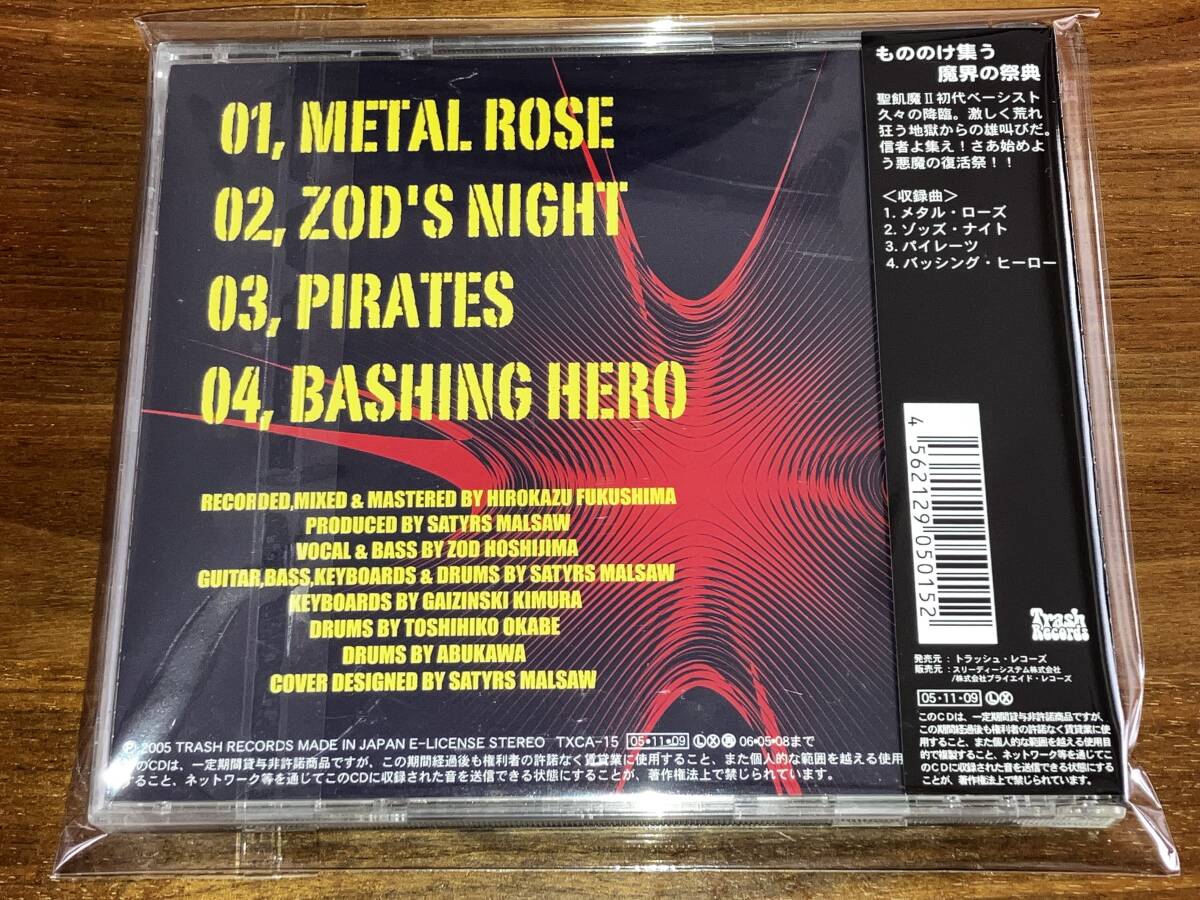 01, METAL ROSE
02, ZOD'S NIGHT
03, PIRATES
04, BASHING HERO
RECORDED,MIXED & MASTERED BY HIROKAZU FUKUSHIMA
PRODUCED BY SATYRS MALSAW
VOCAL & BASS BY ZOD HOSHIJIMA
GUITAR,BASS,KEYBOARDS & DRUMS BY SATYRS MALSAW
KEYBOARDS BY GAIZINSKI KIMURA
DRUMS BY TOSHIHIKO OKABE
DRUMS BY ABUKAWA
COVER DESIGNED BY SATYRS MALSAW
Ⓟ 2005 TRASH RECORDS MADE IN JAPAN E-LICENSE STEREO TXCA-15 05・11・09 ⓁⓍ㋹ 06・05・08まで
このCDは、一定期間貸与非許諾商品ですが、この期間経過後も権利者の許諾なく賃貸業に使用すること、また個人的な範囲を越える使用
すること、ネットワーク等を通じてこのCDに収録された音を送信できる状態にすることが、著作権法上で禁じられています。
もののけ集う
魔界の祭典
聖飢魔Ⅱ初代ベーシスト
久々の降臨。激しく荒れ
狂う地獄からの雄叫びだ。
信者よ集え！さあ始めよ
う悪魔の復活祭！！
＜収録曲＞
1. メタル・ローズ
2. ゾッズ・ナイト
3. パイレーツ
4. バッシング・ヒーロー
4 562129 050152
Trash
Records
発売元：トラッシュ・レコーズ
販売元：スリーディーシステム株式会社
/株式会社ブライエイド・レコーズ
05・11・09 ⓁⓍ
このCDは、一定期間貸与非許諾商品ですが、
この期間経過後も権利者の許諾なく賃貸業に使
用すること、また個人的な範囲を越える使用目
的で複製すること、ネットワーク等を通じてこ
のCDに収録された音を送信できる状態にする
ことが、著作権法上で禁じられています。